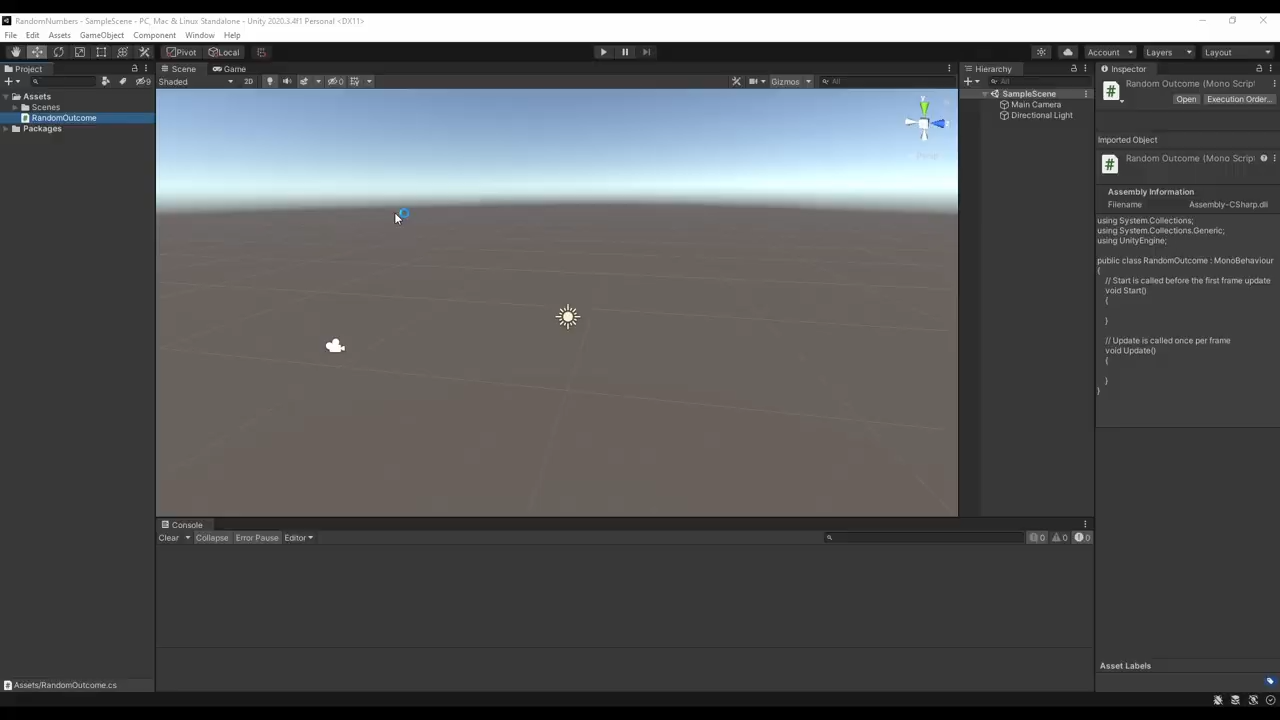 RandomNumbers - SampleScene - PC, Mac & Linux Standalone - Unity 2020.3.4f1 Personal <DX11>
File Edit Assets GameObject Component Window Help
Pivot Local
Account Layers Layout
Project
Assets
Scenes
RandomOutcome
Packages
Assets/RandomOutcome.cs
Scene Game
Shaded 2D 0 Gizmos All
y
Persp
Console
Clear Collapse Error Pause Editor 0 0 0
Hierarchy
All
SampleScene
Main Camera
Directional Light
Inspector
Random Outcome (Mono Script
Open Execution Order...
Imported Object
Random Outcome (Mono Script
Assembly Information
Filename Assembly-CSharp.dll
using System.Collections;
using System.Collections.Generic;
using UnityEngine;
public class RandomOutcome : MonoBehaviour
{
// Start is called before the first frame update
void Start()
{
}
// Update is called once per frame
void Update()
{
}
}
Asset Labels